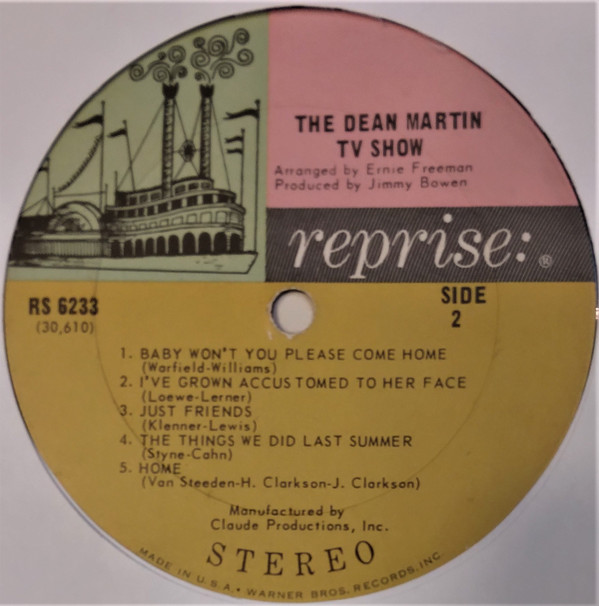 THE DEAN MARTIN
TV SHOW
Arranged by Ernie Freeman
Produced by Jimmy Bowen
reprise:®
RS 6233
(30,610)
SIDE
2
1. BABY WON'T YOU PLEASE COME HOME
(Warfield-Williams)
2. I'VE GROWN ACCUSTOMED TO HER FACE
(Loewe-Lerner)
3. JUST FRIENDS
(Klenner-Lewis)
4. THE THINGS WE DID LAST SUMMER
(Styne-Cahn)
5. HOME
(Van Steeden-H. Clarkson-J. Clarkson)
Manufactured by
Claude Productions, Inc.
STEREO
MADE IN U.S.A. • WARNER BROS. RECORDS, INC.